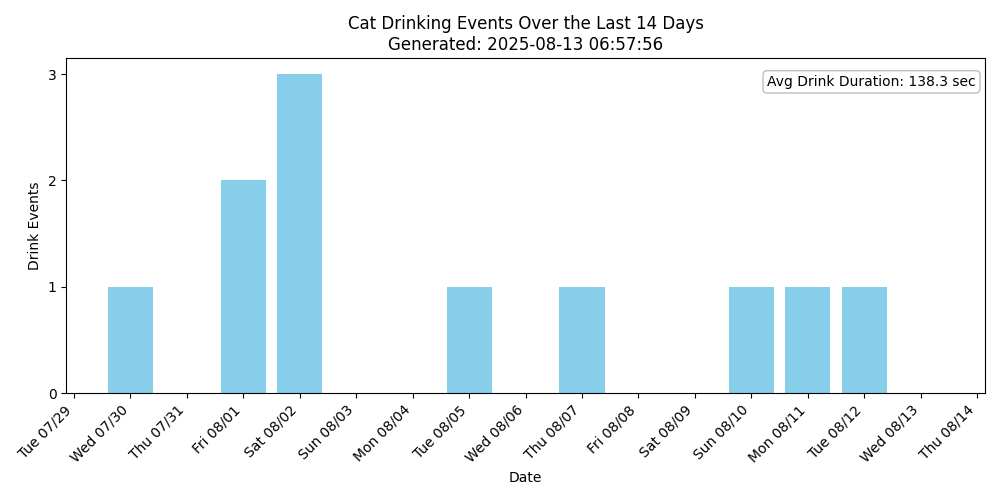 Cat Drinking Events Over the Last 14 Days
Generated: 2025-08-13 06:57:56
Avg Drink Duration: 138.3 sec
Drink Events
3
2
1
0
Tue 07/29
Wed 07/30
Thu 07/31
Fri 08/01
Sat 08/02
Sun 08/03
Mon 08/04
Tue 08/05
Wed 08/06
Thu 08/07
Fri 08/08
Sat 08/09
Sun 08/10
Mon 08/11
Tue 08/12
Wed 08/13
Thu 08/14
Date